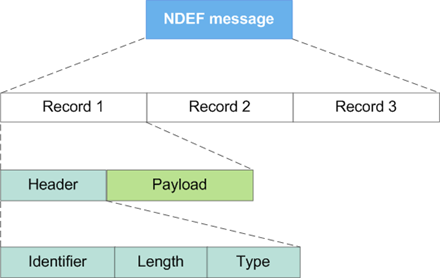 NDEF message
Record 1 Record 2 Record 3
Header Payload
Identifier Length Type